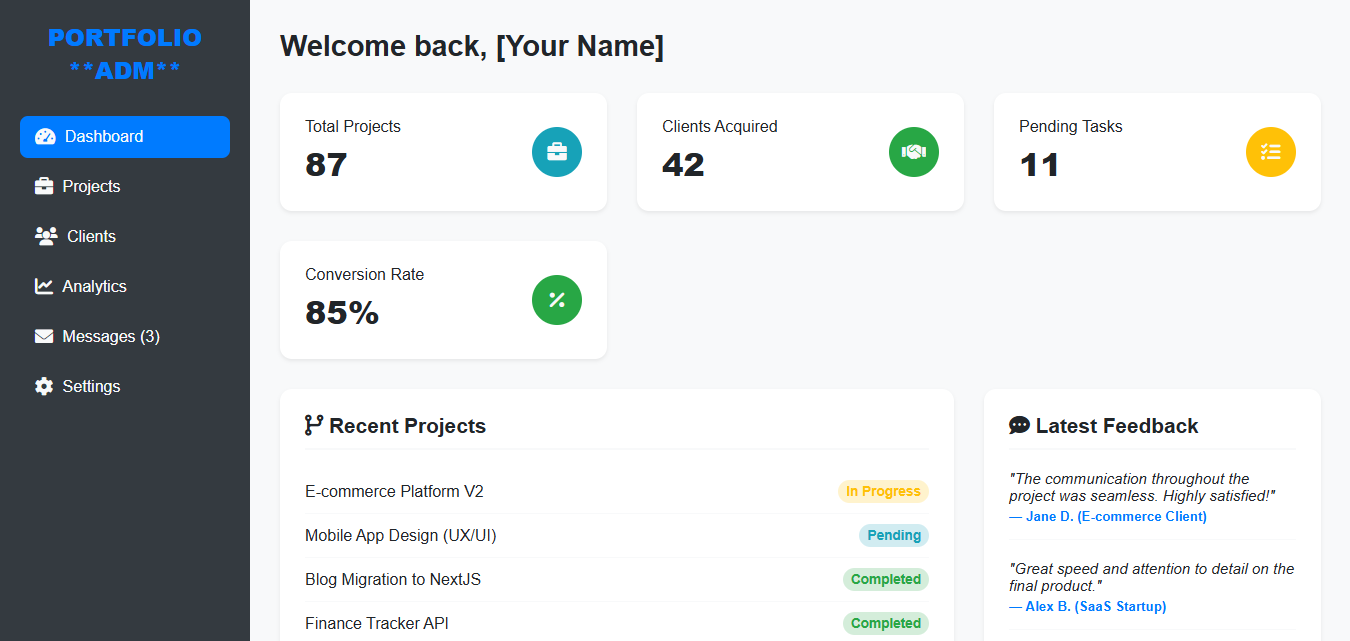 PORTFOLIO
**ADM**
Dashboard
Projects
Clients
Analytics
Messages (3)
Settings
Welcome back, [Your Name]
Total Projects
87
Clients Acquired
42
Pending Tasks
11
Conversion Rate
85%
Recent Projects
E-commerce Platform V2 In Progress
Mobile App Design (UX/UI) Pending
Blog Migration to NextJS Completed
Finance Tracker API Completed
Latest Feedback
"The communication throughout the
project was seamless. Highly satisfied!"
— Jane D. (E-commerce Client)
"Great speed and attention to detail on the
final product."
— Alex B. (SaaS Startup)